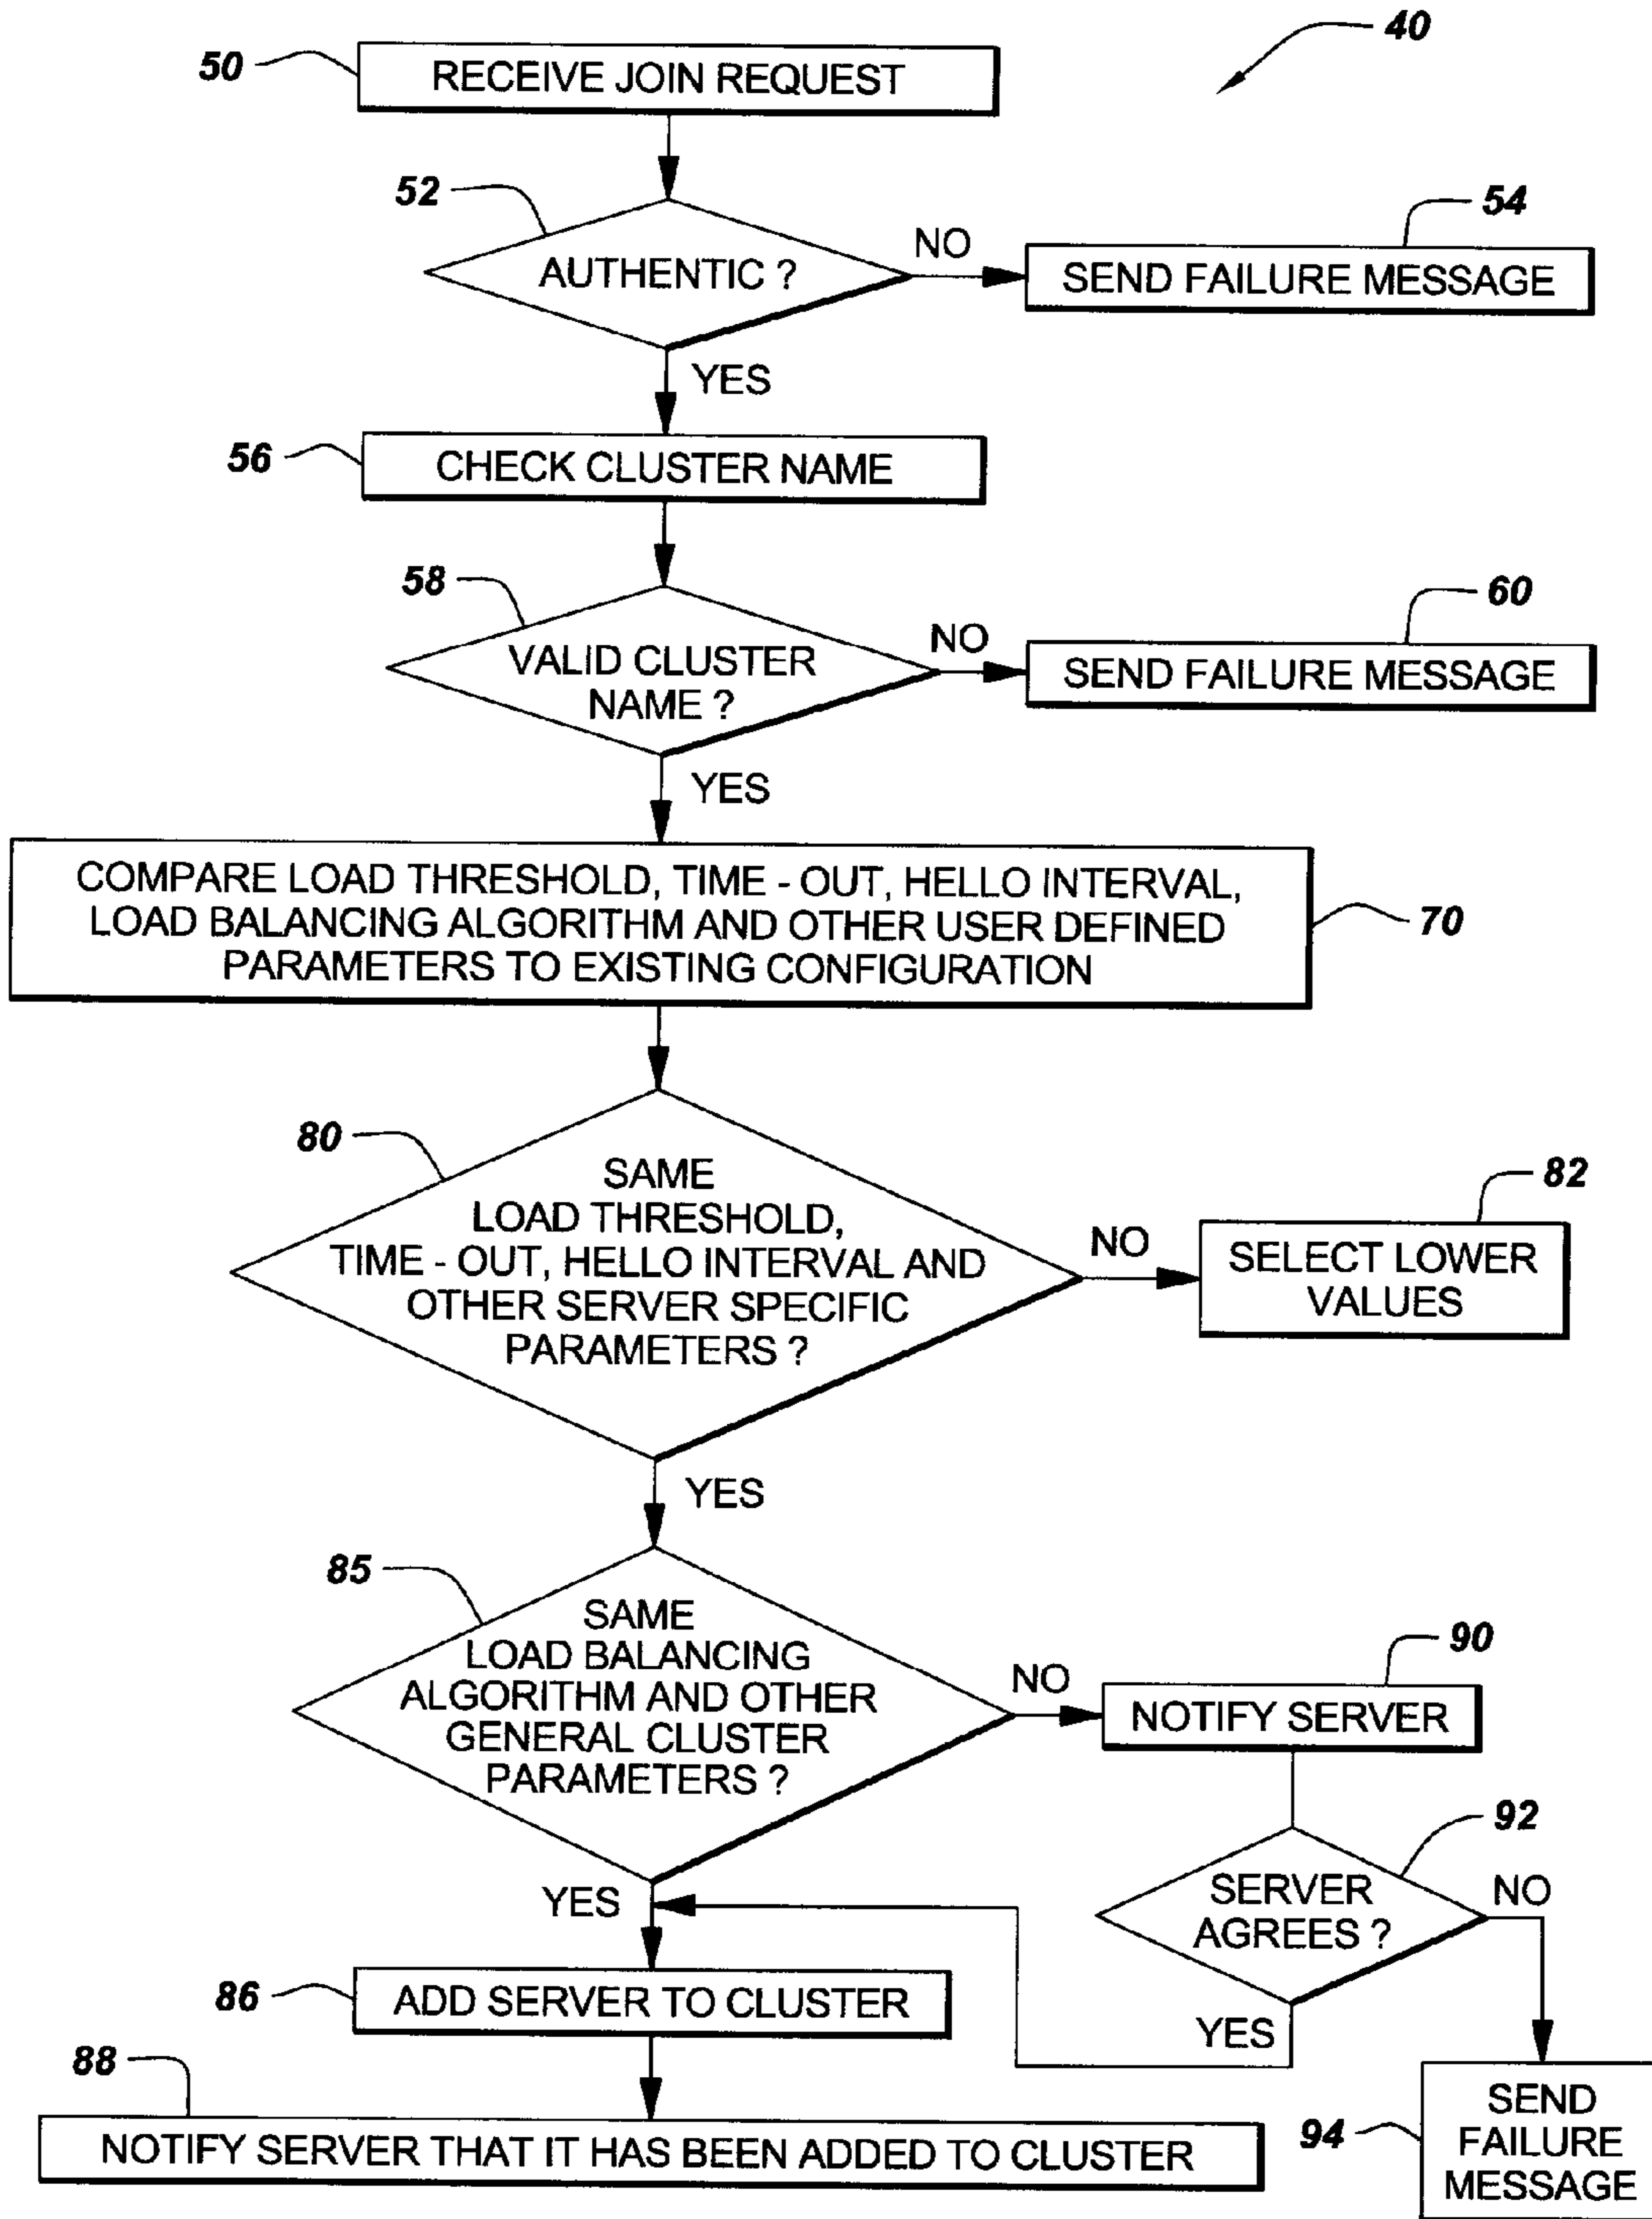 40
50
RECEIVE JOIN REQUEST
52
AUTHENTIC ?
NO
54
SEND FAILURE MESSAGE
YES
56
CHECK CLUSTER NAME
58
VALID CLUSTER
NAME ?
NO
60
SEND FAILURE MESSAGE
YES
COMPARE LOAD THRESHOLD, TIME - OUT, HELLO INTERVAL,
LOAD BALANCING ALGORITHM AND OTHER USER DEFINED
PARAMETERS TO EXISTING CONFIGURATION
70
80
SAME
LOAD THRESHOLD,
TIME - OUT, HELLO INTERVAL AND
OTHER SERVER SPECIFIC
PARAMETERS ?
NO
82
SELECT LOWER
VALUES
YES
85
SAME
LOAD BALANCING
ALGORITHM AND OTHER
GENERAL CLUSTER
PARAMETERS ?
NO
90
NOTIFY SERVER
92
SERVER
AGREES ?
NO
YES
YES
86
ADD SERVER TO CLUSTER
88
NOTIFY SERVER THAT IT HAS BEEN ADDED TO CLUSTER
94
SEND
FAILURE
MESSAGE